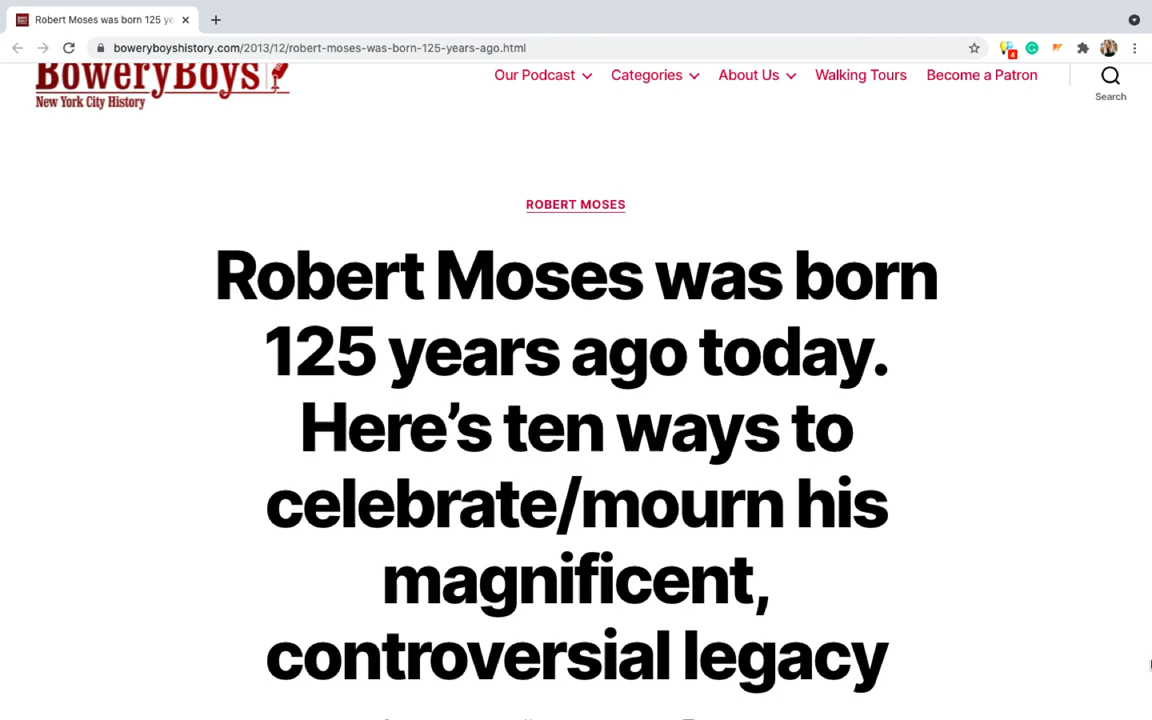 Robert Moses was born 125 ye
boweryboyshistory.com/2013/12/robert-moses-was-born-125-years-ago.html
4
BoweryBoys
New York City History
Our Podcast
Categories
About Us
Walking Tours
Become a Patron
Search
ROBERT MOSES
Robert Moses was born
125 years ago today.
Here's ten ways to
celebrate/mourn his
magnificent,
controversial legacy